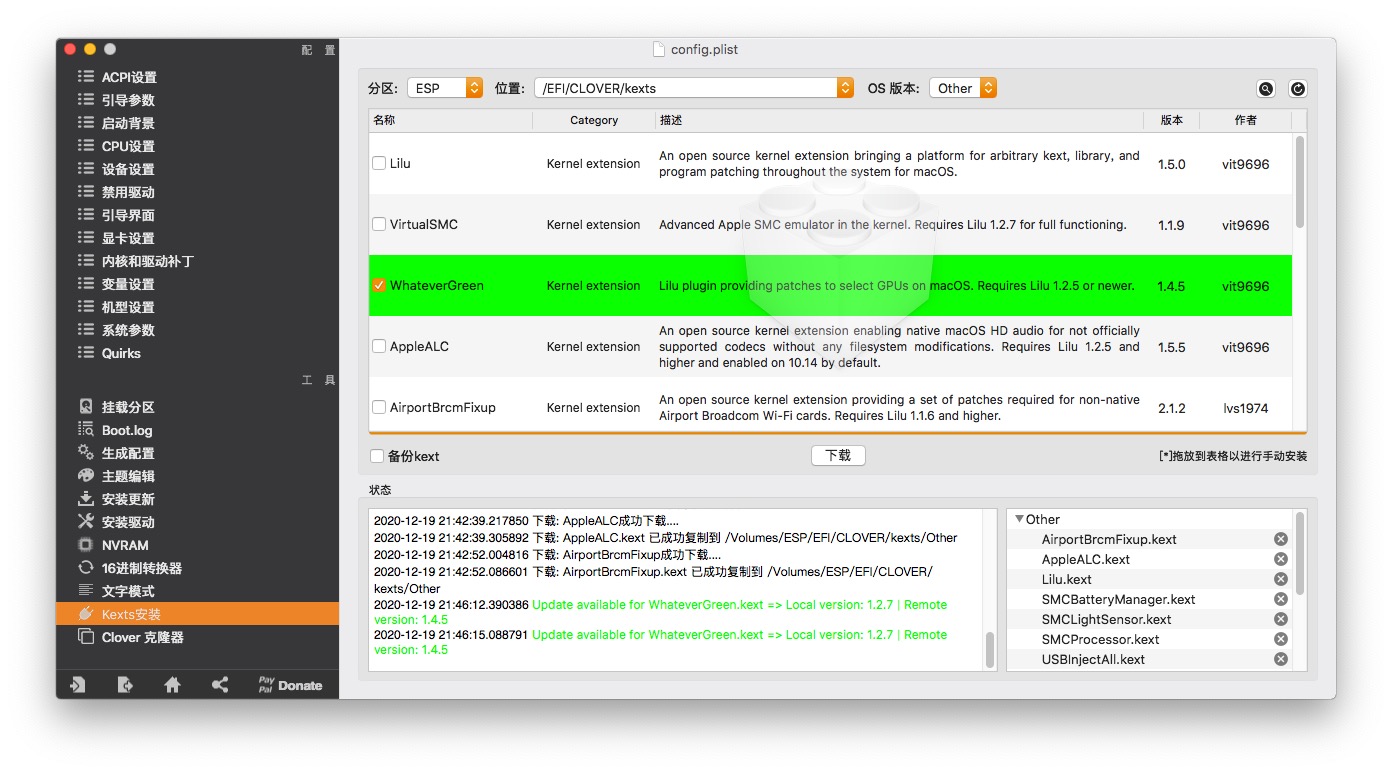 配 置
ACPI设置
引导参数
启动背景
CPU设置
设备设置
禁用驱动
引导界面
显卡设置
内核和驱动补丁
变量设置
机型设置
系统参数
Quirks
工 具
挂载分区
Boot.log
生成配置
主题编辑
安装更新
安装驱动
NVRAM
16进制转换器
文字模式
Kexts安装
Clover 克隆器
Pay
Pal Donate
config.plist
分区: ESP 位置: /EFI/CLOVER/kexts OS 版本: Other
名称 Category 描述 版本 作者
Lilu Kernel extension An open source kernel extension bringing a platform for arbitrary kext, library, and
program patching throughout the system for macOS. 1.5.0 vit9696
VirtualSMC Kernel extension Advanced Apple SMC emulator in the kernel. Requires Lilu 1.2.7 for full functioning. 1.1.9 vit9696
WhateverGreen Kernel extension Lilu plugin providing patches to select GPUs on macOS. Requires Lilu 1.2.5 or newer. 1.4.5 vit9696
An open source kernel extension enabling native macOS HD audio for not officially
AppleALC Kernel extension supported codecs without any filesystem modifications. Requires Lilu 1.2.5 and 1.5.5 vit9696
higher and enabled on 10.14 by default.
AirportBrcmFixup Kernel extension An open source kernel extension providing a set of patches required for non-native
Airport Broadcom Wi-Fi cards. Requires Lilu 1.1.6 and higher. 2.1.2 lvs1974
备份kext 下载 [*]拖放到表格以进行手动安装
状态
2020-12-19 21:42:39.217850 下载: AppleALC成功下载....
2020-12-19 21:42:39.305892 下载: AppleALC.kext 已成功复制到 /Volumes/ESP/EFI/CLOVER/kexts/Other
2020-12-19 21:42:52.004816 下载: AirportBrcmFixup成功下载....
2020-12-19 21:42:52.086601 下载: AirportBrcmFixup.kext 已成功复制到 /Volumes/ESP/EFI/CLOVER/
kexts/Other
2020-12-19 21:46:12.390386 Update available for WhateverGreen.kext => Local version: 1.2.7 | Remote
version: 1.4.5
2020-12-19 21:46:15.088791 Update available for WhateverGreen.kext => Local version: 1.2.7 | Remote
version: 1.4.5
Other
AirportBrcmFixup.kext
AppleALC.kext
Lilu.kext
SMCBatteryManager.kext
SMCLightSensor.kext
SMCProcessor.kext
USBInjectAll.kext